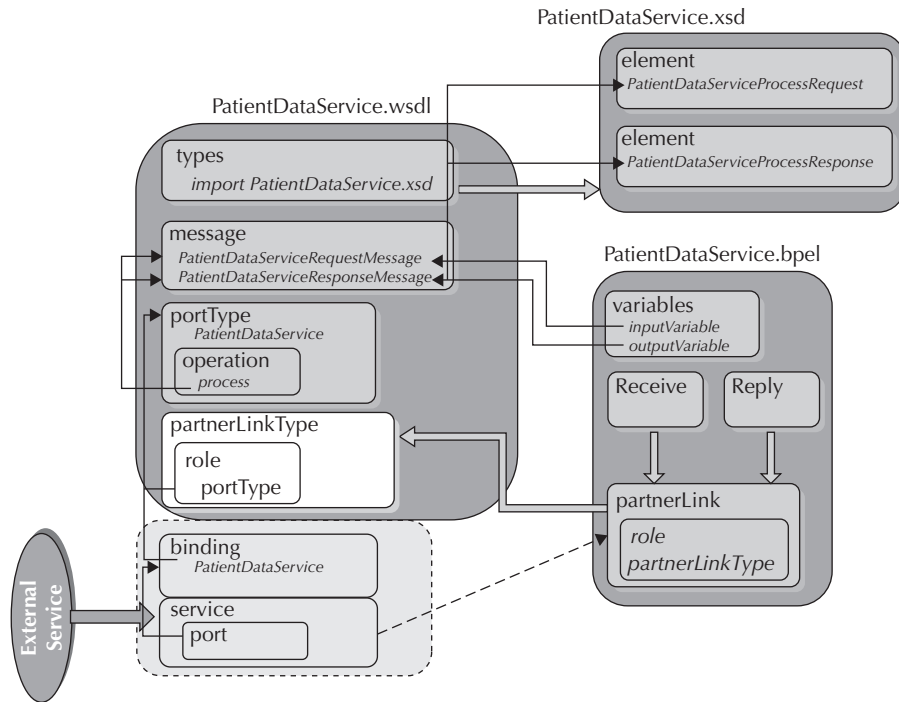 PatientDataService.xsd
element
PatientDataServiceProcessRequest
element
PatientDataServiceProcessResponse
PatientDataService.wsdl
types
import PatientDataService.xsd
message
PatientDataServiceRequestMessage
PatientDataServiceResponseMessage
portType
PatientDataService
operation
process
partnerLinkType
role
portType
binding
PatientDataService
service
port
External
Service
PatientDataService.bpel
variables
inputVariable
outputVariable
Receive
Reply
partnerLink
role
partnerLinkType